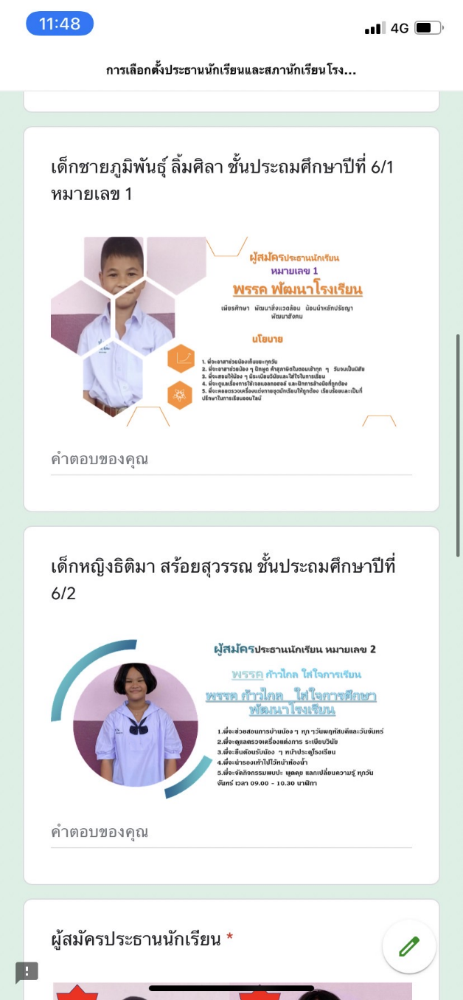 11:48
4G
การเลือกตั้งประธานนักเรียนและสภานักเรียนโรง...
เด็กชายภูมิพันธุ์ ลิ้มศิลา ชั้นประถมศึกษาปีที่ 6/1
หมายเลข 1
ผู้สมัครประธานนักเรียน
หมายเลข 1
พรรค พัฒนาโรงเรียน
เพียรศึกษา พัฒนาสิ่งแวดล้อม น้อมนำหลักปรัชญา
พัฒนาสังคม
นโยบาย
1. พี่จะอาสาช่วยน้องเก็บขยะทุกวัน
2. พี่จะอาสาช่วยน้อง ๆ ฝึกพูด คำสุภาษิตในตอนเช้าทุก ๆ วันจนเป็นนิสัย
3. พี่จะสอนให้น้อง ๆ มีระเบียบวินัยและใส่ใจในการเรียน
4. พี่จะดูแลเรื่องการใช้เจลแอลกอฮอล์ และฝึกการล้างมือที่ถูกต้อง
5. พี่จะคอยตรวจเครื่องแต่งกายชุดนักเรียนให้ถูกต้อง เรียบร้อยและเป็นที่
ปรึกษาในการเรียนออนไลน์
คำตอบของคุณ
เด็กหญิงธิติมา สร้อยสุวรรณ ชั้นประถมศึกษาปีที่
6/2
ผู้สมัครประธานนักเรียน หมายเลข 2
พรรค ก้าวไกล ใส่ใจการเรียน
พรรค ก้าวไกล ใส่ใจการศึกษา
พัฒนาโรงเรียน
1.พี่จะช่วยสอนการบ้านน้อง ๆ ทุก ๆวันพฤหัสบดีและวันจันทร์
2.พี่จะดูแลตรวจเครื่องแต่งการ ระเบียบวินัย
3.พี่จะยืนต้อนรับน้อง ๆ หน้าประตูโรงเรียน
4.พี่จะนำรองเท้าไปไว้หน้าห้องน้ำ
5.พี่จะจัดกิจกรรมพบปะ พูดคุย แลกเปลี่ยนความรู้ ทุกวัน
จันทร์ เวลา 09.00 - 10.30 นาฬิกา
คำตอบของคุณ
ผู้สมัครประธานนักเรียน *